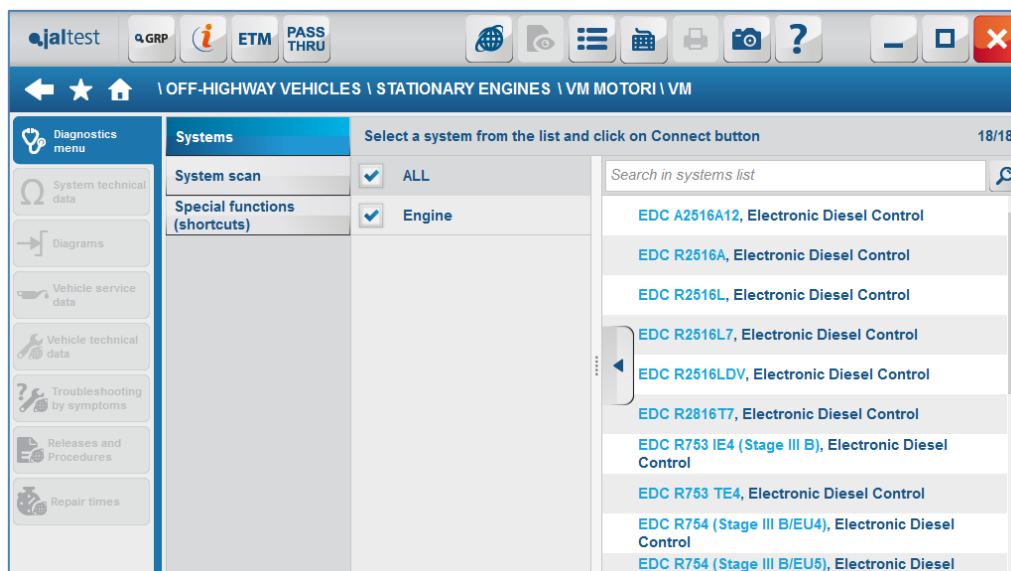 jaltest
GRP
i
ETM
PASS
THRU
?
\ OFF-HIGHWAY VEHICLES \ STATIONARY ENGINES \ VM MOTORI \ VM
Diagnostics
menu
System technical
data
Diagrams
Vehicle service
data
Vehicle technical
data
Troubleshooting
by symptoms
Releases and
Procedures
Repair times
Systems
System scan
Special functions
(shortcuts)
Select a system from the list and click on Connect button
18/18
ALL
Engine
Search in systems list
EDC A2516A12, Electronic Diesel Control
EDC R2516A, Electronic Diesel Control
EDC R2516L, Electronic Diesel Control
EDC R2516L7, Electronic Diesel Control
EDC R2516LDV, Electronic Diesel Control
EDC R2816T7, Electronic Diesel Control
EDC R753 IE4 (Stage III B), Electronic Diesel
Control
EDC R753 TE4, Electronic Diesel Control
EDC R754 (Stage III B/EU4), Electronic Diesel
Control
EDC R754 (Stage III B/EU5), Electronic Diesel